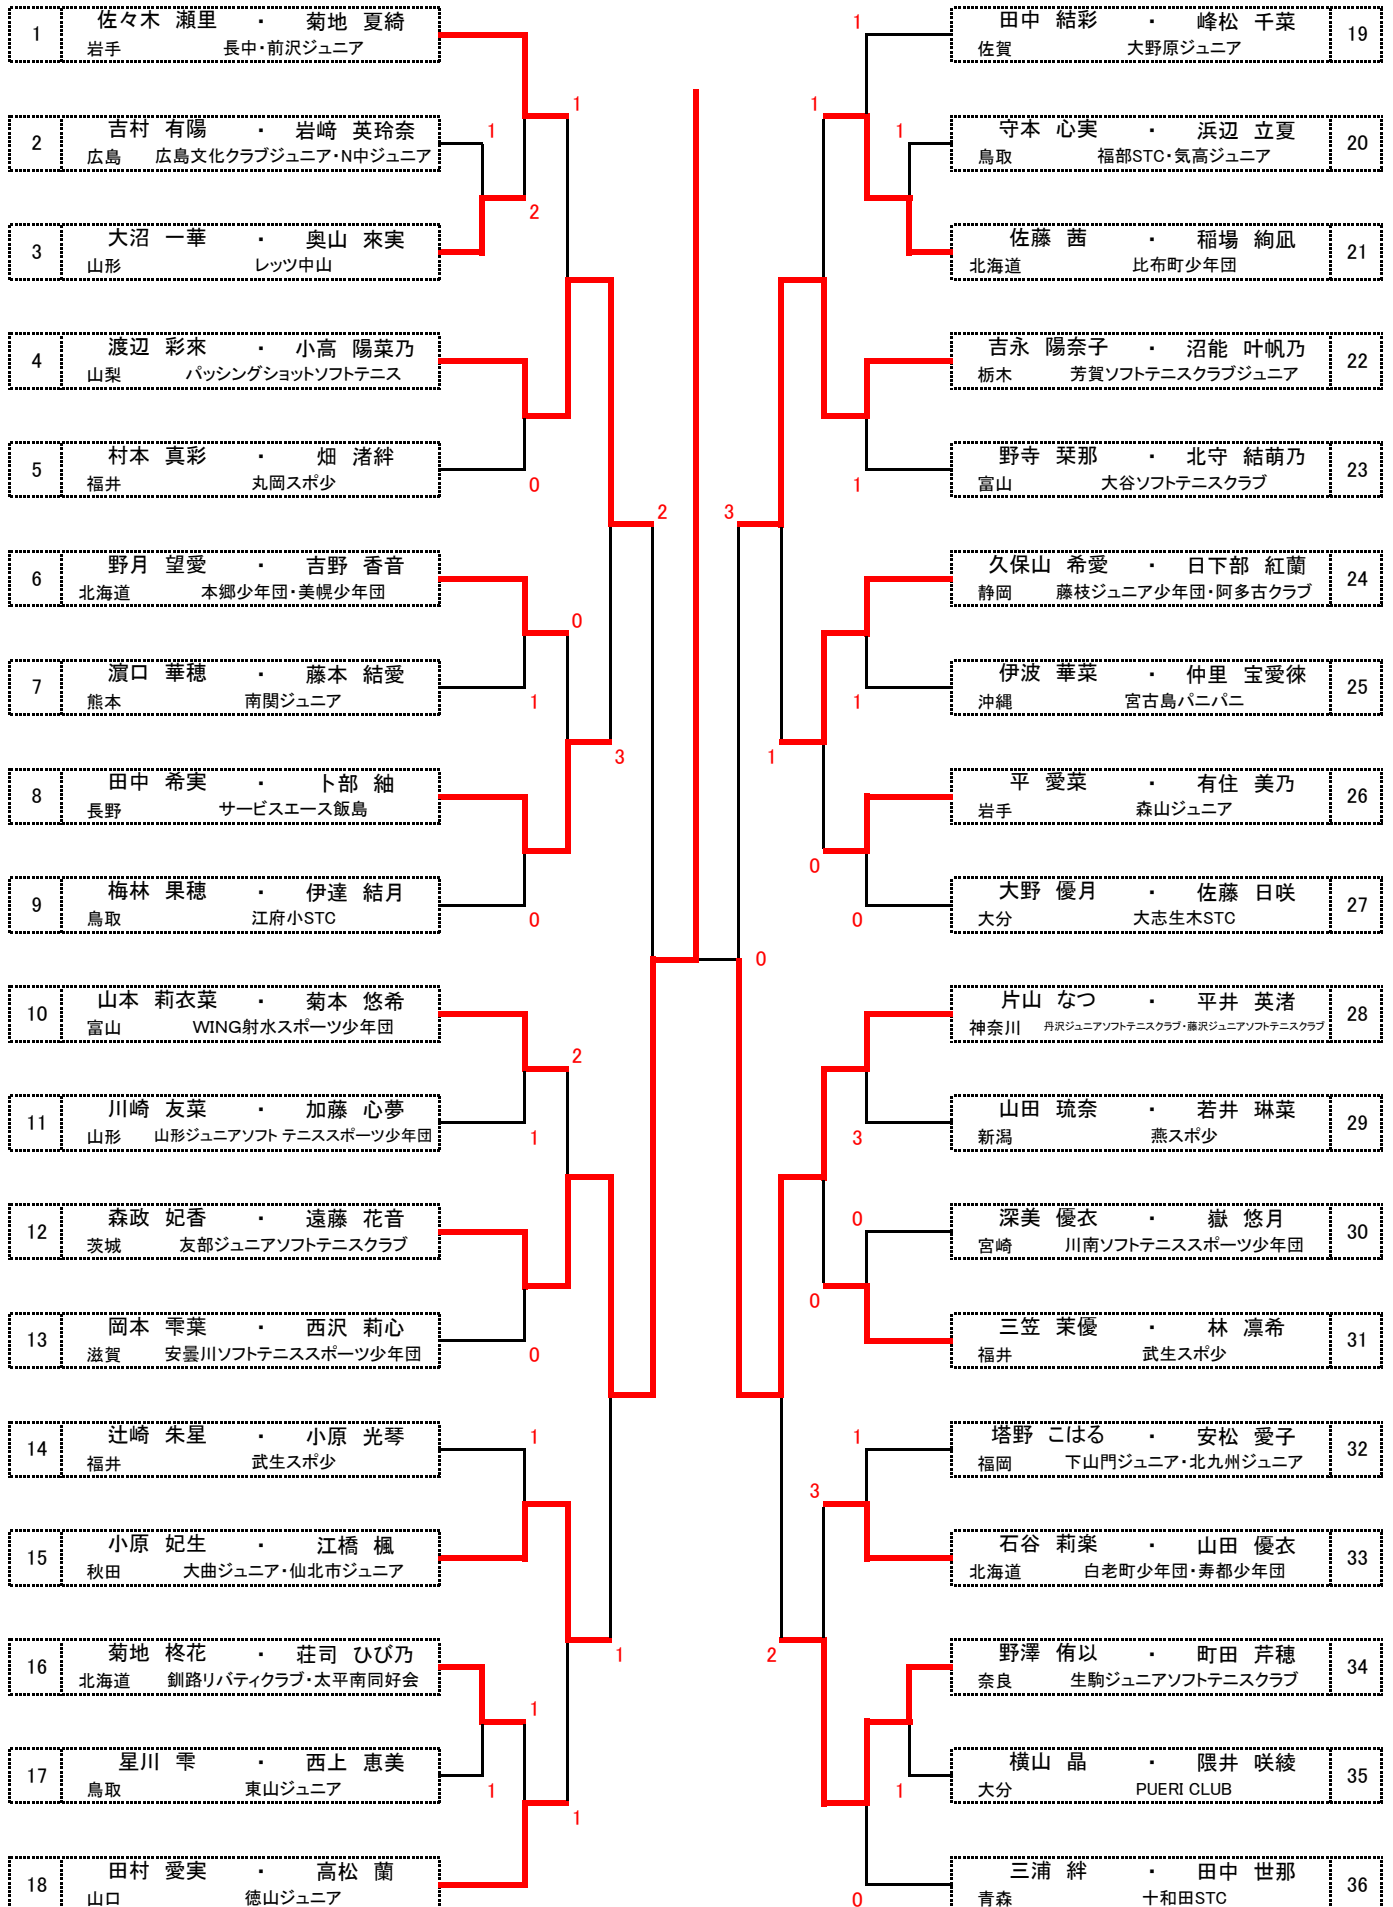 1 佐々木 瀬里 ・ 菊地 夏綺
岩手 長中・前沢ジュニア
2 吉村 有陽 ・ 岩﨑 英玲奈
広島 広島文化クラブジュニア・N中ジュニア
3 大沼 一華 ・ 奥山 來実
山形 レッツ中山
4 渡辺 彩來 ・ 小高 陽菜乃
山梨 パッシングショットソフトテニス
5 村本 真彩 ・ 畑 渚絆
福井 丸岡スポ少
6 野月 望愛 ・ 吉野 香音
北海道 本郷少年団・美幌少年団
7 濵口 華穂 ・ 藤本 結愛
熊本 南関ジュニア
8 田中 希実 ・ 卜部 紬
長野 サービスエース飯島
9 梅林 果穂 ・ 伊達 結月
鳥取 江府小STC
10 山本 莉衣菜 ・ 菊本 悠希
富山 WING射水スポーツ少年団
11 川崎 友菜 ・ 加藤 心夢
山形 山形ジュニアソフト テニススポーツ少年団
12 森政 妃香 ・ 遠藤 花音
茨城 友部ジュニアソフトテニスクラブ
13 岡本 雫葉 ・ 西沢 莉心
滋賀 安曇川ソフトテニススポーツ少年団
14 辻崎 朱星 ・ 小原 光琴
福井 武生スポ少
15 小原 妃生 ・ 江橋 楓
秋田 大曲ジュニア・仙北市ジュニア
16 菊地 柊花 ・ 荘司 ひび乃
北海道 釧路リバティクラブ・太平南同好会
17 星川 雫 ・ 西上 恵美
鳥取 東山ジュニア
18 田村 愛実 ・ 高松 蘭
山口 徳山ジュニア
1
1
2
0
2
0
1
3
0
2
1
0
1
1
1
1
1
1
1
1
3
1
1
1
0
0
0
3
0
0
1
3
2
1
0
田中 結彩 ・ 峰松 千菜 19
佐賀 大野原ジュニア
守本 心実 ・ 浜辺 立夏 20
鳥取 福部STC・気高ジュニア
佐藤 茜 ・ 稲場 絢凪 21
北海道 比布町少年団
吉永 陽奈子 ・ 沼能 叶帆乃 22
栃木 芳賀ソフトテニスクラブジュニア
野寺 栞那 ・ 北守 結萌乃 23
富山 大谷ソフトテニスクラブ
久保山 希愛 ・ 日下部 紅蘭 24
静岡 藤枝ジュニア少年団・阿多古クラブ
伊波 華菜 ・ 仲里 宝愛徠 25
沖縄 宮古島パニパニ
平 愛菜 ・ 有住 美乃 26
岩手 森山ジュニア
大野 優月 ・ 佐藤 日咲 27
大分 大志生木STC
片山 なつ ・ 平井 英渚 28
神奈川 丹沢ジュニアソフトテニスクラブ・藤沢ジュニアソフトテニスクラブ
山田 琉奈 ・ 若井 琳菜 29
新潟 燕スポ少
深美 優衣 ・ 嶽 悠月 30
宮崎 川南ソフトテニススポーツ少年団
三笠 茉優 ・ 林 凛希 31
福井 武生スポ少
塔野 こはる ・ 安松 愛子 32
福岡 下山門ジュニア・北九州ジュニア
石谷 莉楽 ・ 山田 優衣 33
北海道 白老町少年団・寿都少年団
野澤 侑以 ・ 町田 芹穂 34
奈良 生駒ジュニアソフトテニスクラブ
横山 晶 ・ 隈井 咲綾 35
大分 PUERI CLUB
三浦 絆 ・ 田中 世那 36
青森 十和田STC